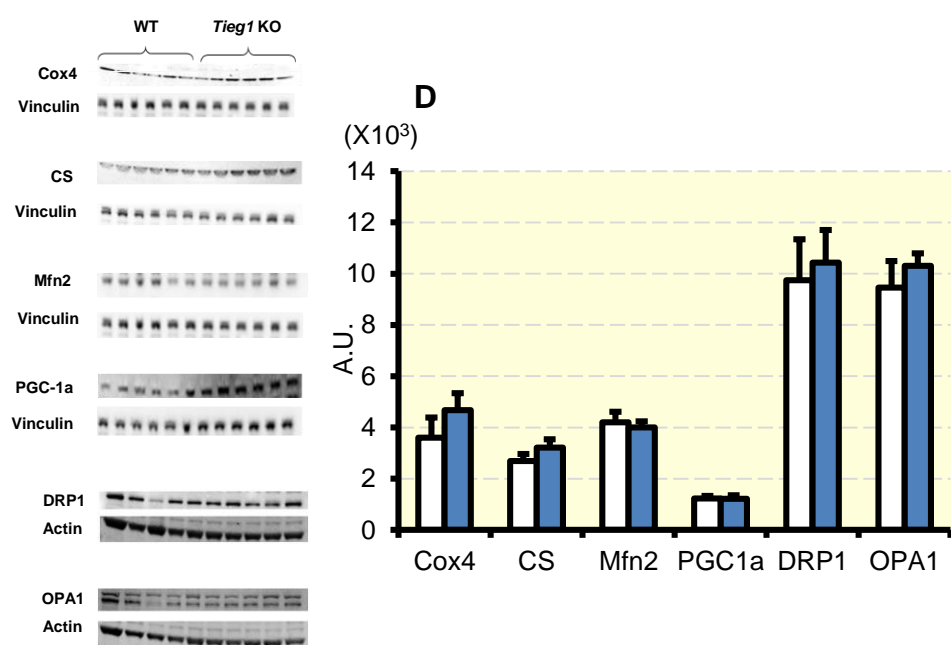 WT Tieg1 KO
Cox4
Vinculin
CS
Vinculin
Mfn2
Vinculin
PGC-1a
Vinculin
DRP1
Actin
OPA1
Actin
D
(X10³)
A.U.
14
12
10
8
6
4
2
0
Cox4 CS Mfn2 PGC1a DRP1 OPA1